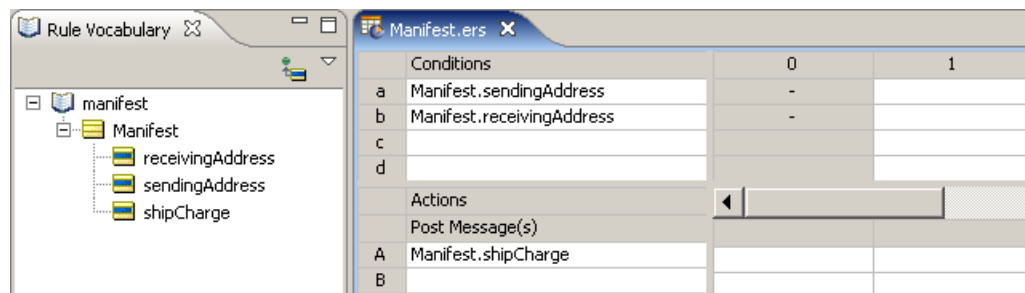 Rule Vocabulary
manifest
Manifest
receivingAddress
sendingAddress
shipCharge
Manifest.ers
Conditions 0 1
a Manifest.sendingAddress -
b Manifest.receivingAddress -
c
d
Actions
Post Message(s)
A Manifest.shipCharge
B